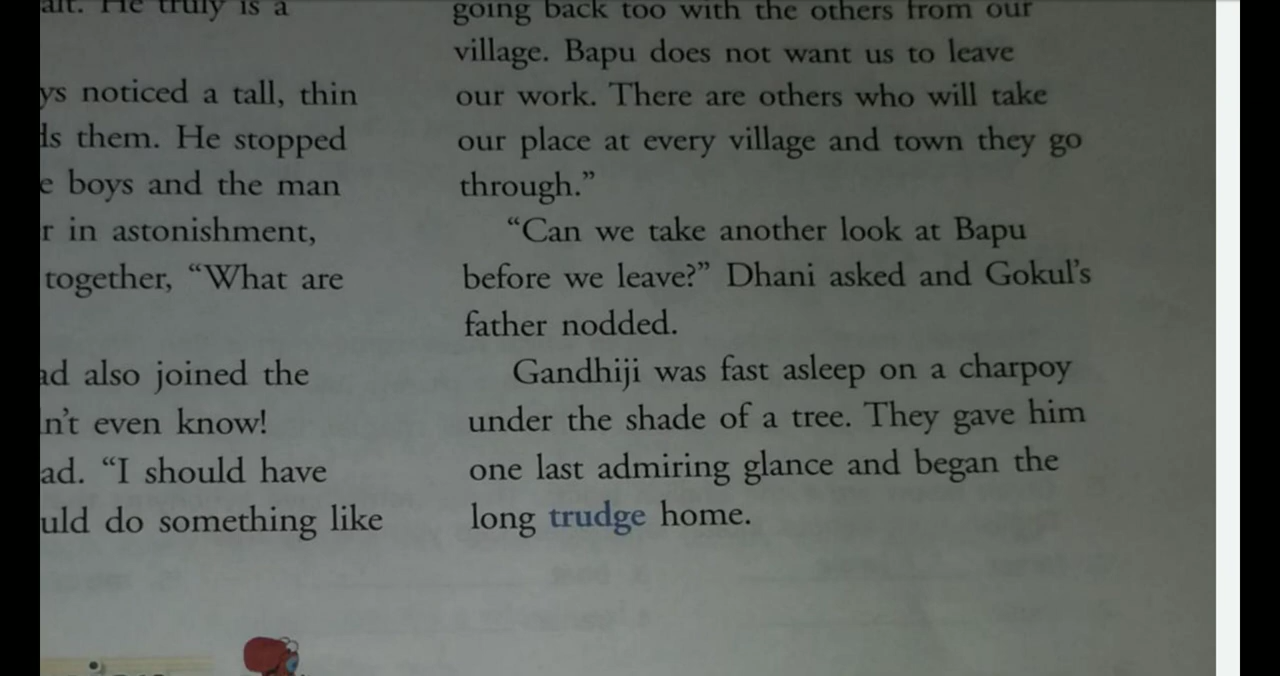 alt. He truly is a
ys noticed a tall, thin
ds them. He stopped
e boys and the man
r in astonishment,
together, “What are
ad also joined the
n’t even know!
ad. “I should have
uld do something like
going back too with the others from our
village. Bapu does not want us to leave
our work. There are others who will take
our place at every village and town they go
through.”
“Can we take another look at Bapu
before we leave?” Dhani asked and Gokul’s
father nodded.
Gandhiji was fast asleep on a charpoy
under the shade of a tree. They gave him
one last admiring glance and began the
long trudge home.